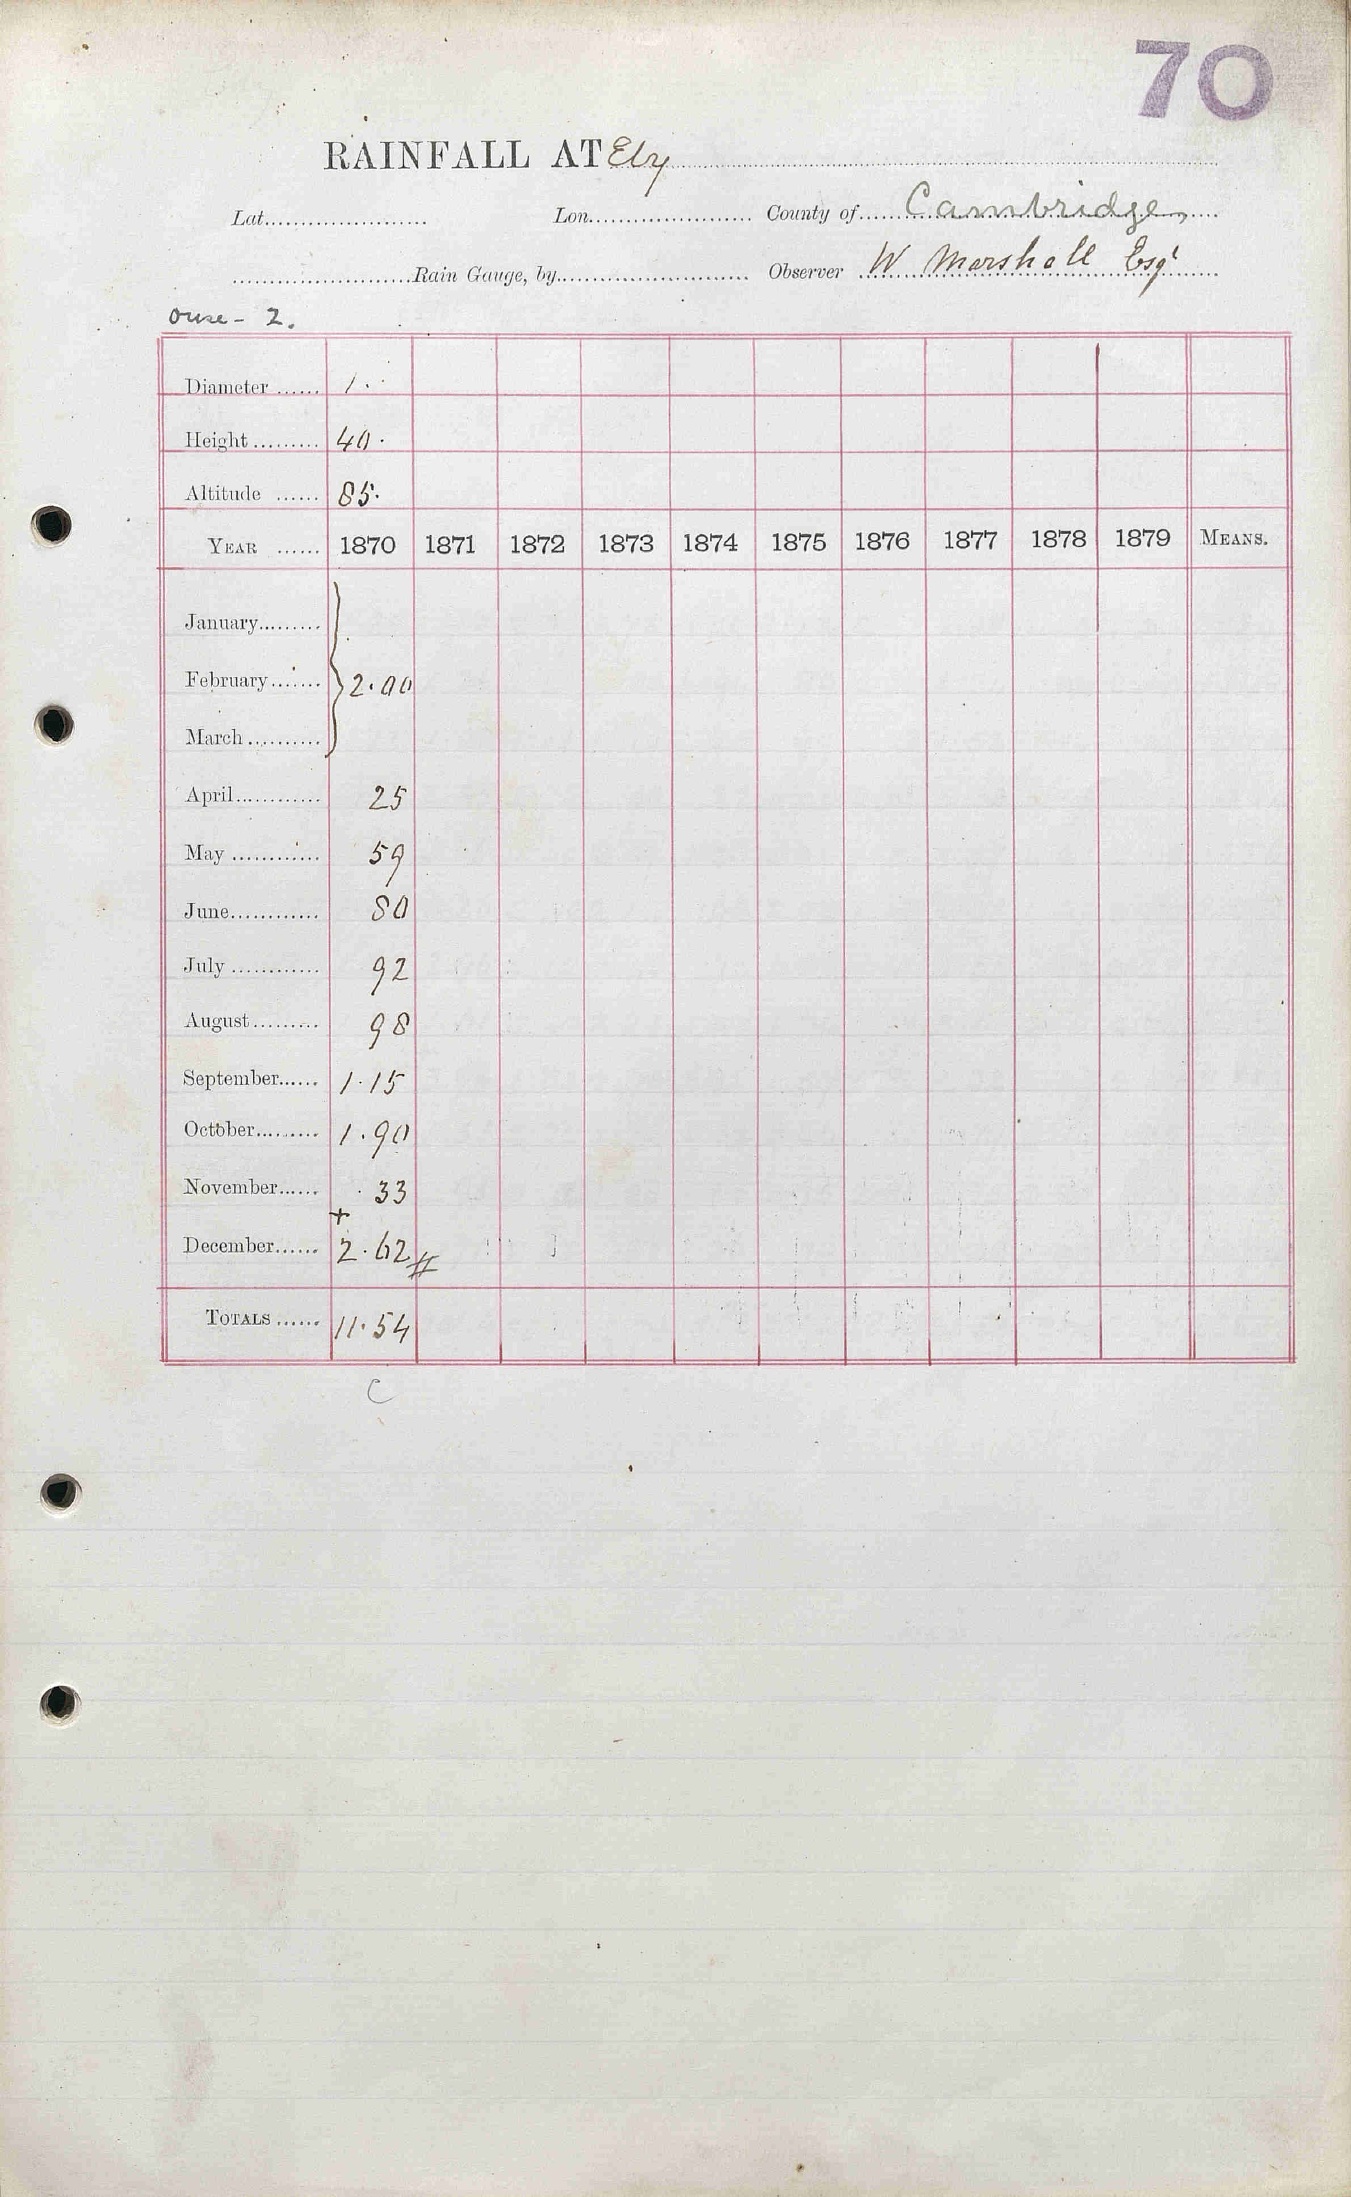 70
RAINFALL AT Ely
Lat.................... Lon.................... County of Cambridge
....................Rain Gauge, by.................... Observer W Marshall Esqr
Ouse - 2.
Diameter ...... 1.
Height ......... 40.
Altitude ...... 85.
YEAR ...... 1870 1871 1872 1873 1874 1875 1876 1877 1878 1879 MEANS.
January.........
February....... } 2.00
March ..........
April............ 25
May ............ 59
June............ 80
July ............ 92
August......... 98
September...... 1.15
October......... 1.90
November...... .33
+
December...... 2.62 #
TOTALS ...... 11.54
C